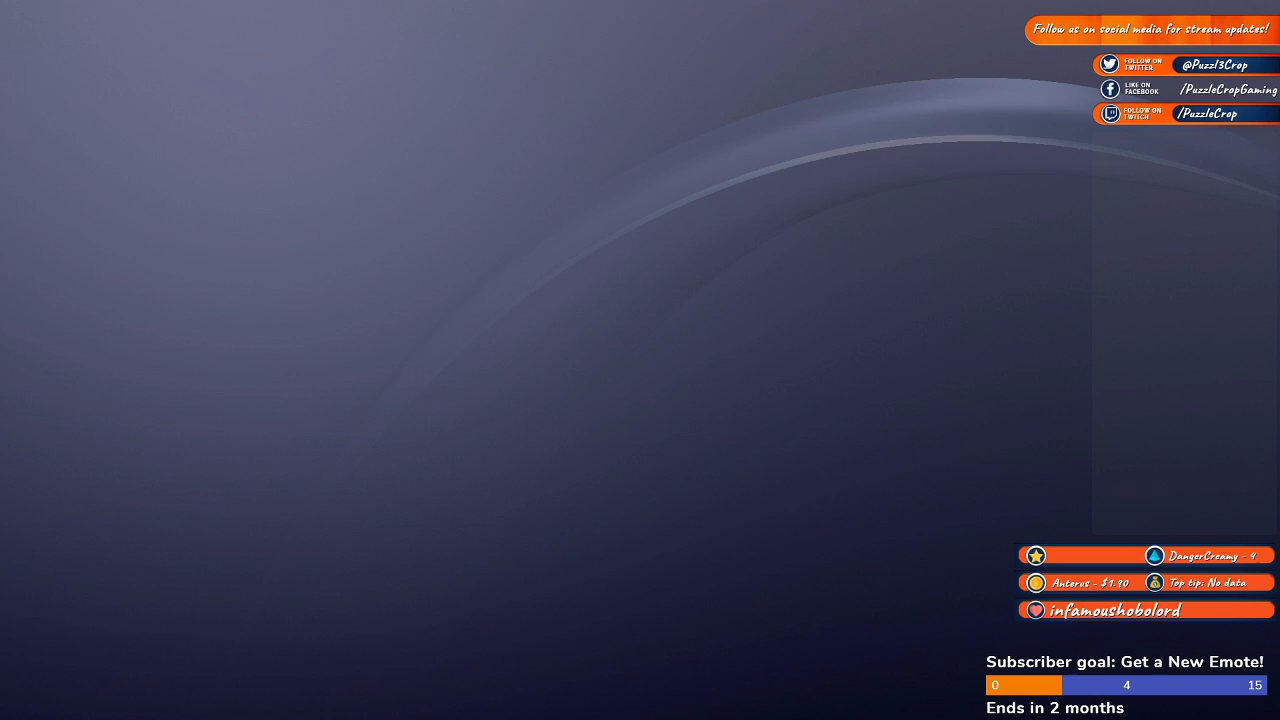 Follow us on social media for stream updates!
FOLLOW ON TWITTER @Puzzl3Crop
LIKE ON FACEBOOK /PuzzleCropGaming
FOLLOW ON TWITCH /PuzzleCrop
DangerCreamy - 4
Anterus - $1.90 Top tip: No data
infamoushobolord
Subscriber goal: Get a New Emote!
0 4 15
Ends in 2 months